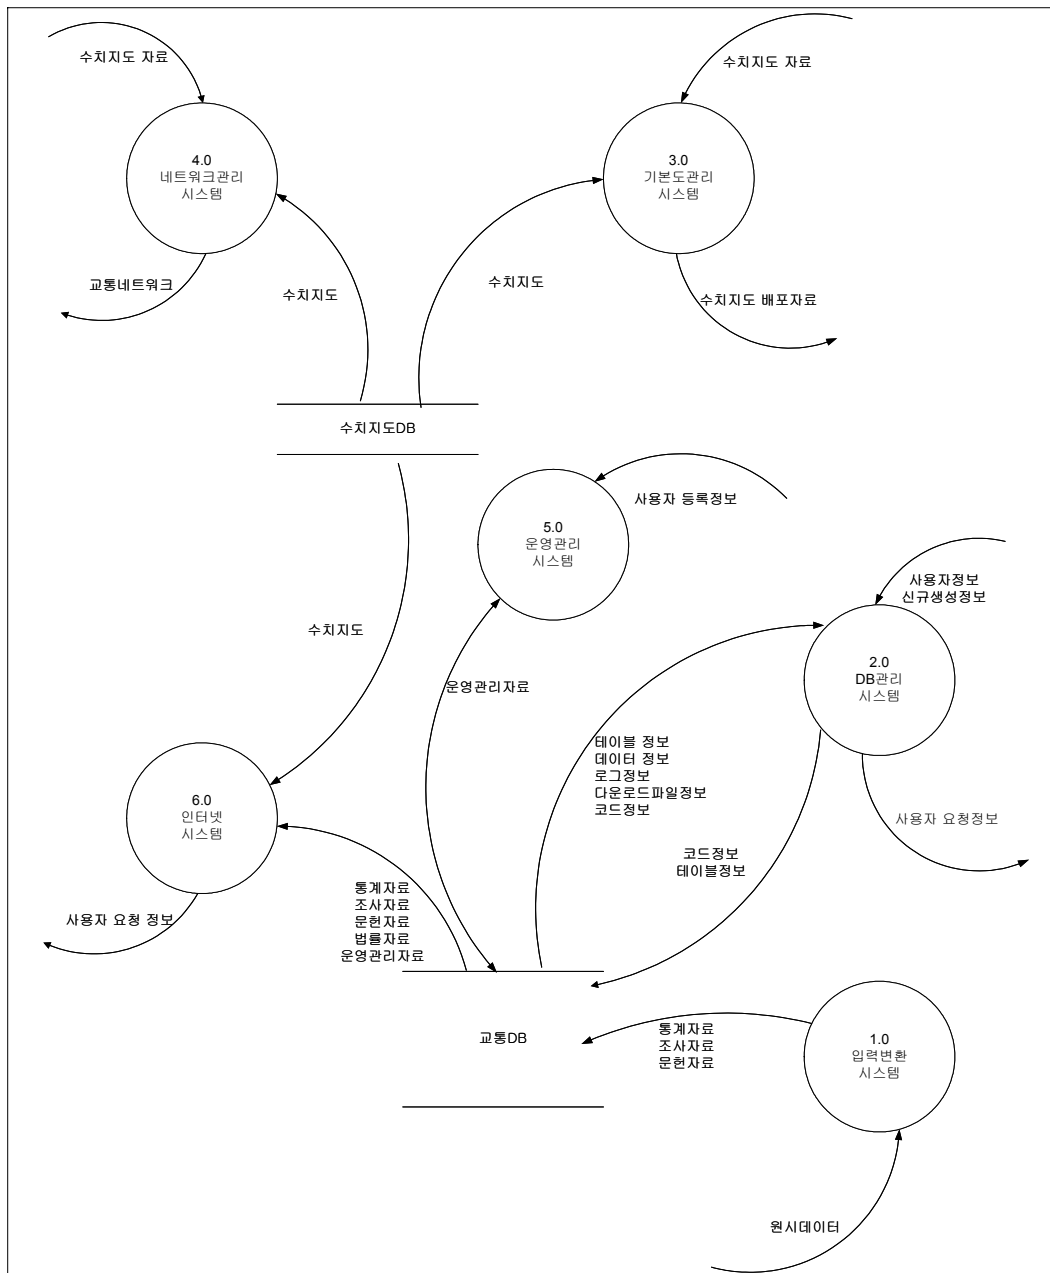 수치지도 자료
수치지도 자료
4.0
네트워크관리
시스템
3.0
기본도관리
시스템
교통네트워크
수치지도
수치지도
수치지도 배포자료
수치지도DB
사용자 등록정보
5.0
운영관리
시스템
사용자정보
신규생성정보
수치지도
2.0
DB관리
시스템
운영관리자료
테이블 정보
데이터 정보
로그정보
다운로드파일정보
코드정보
6.0
인터넷
시스템
사용자 요청정보
코드정보
테이블정보
통계자료
조사자료
문헌자료
법률자료
운영관리자료
사용자 요청 정보
교통DB
통계자료
조사자료
문헌자료
1.0
입력변환
시스템
원시데이터